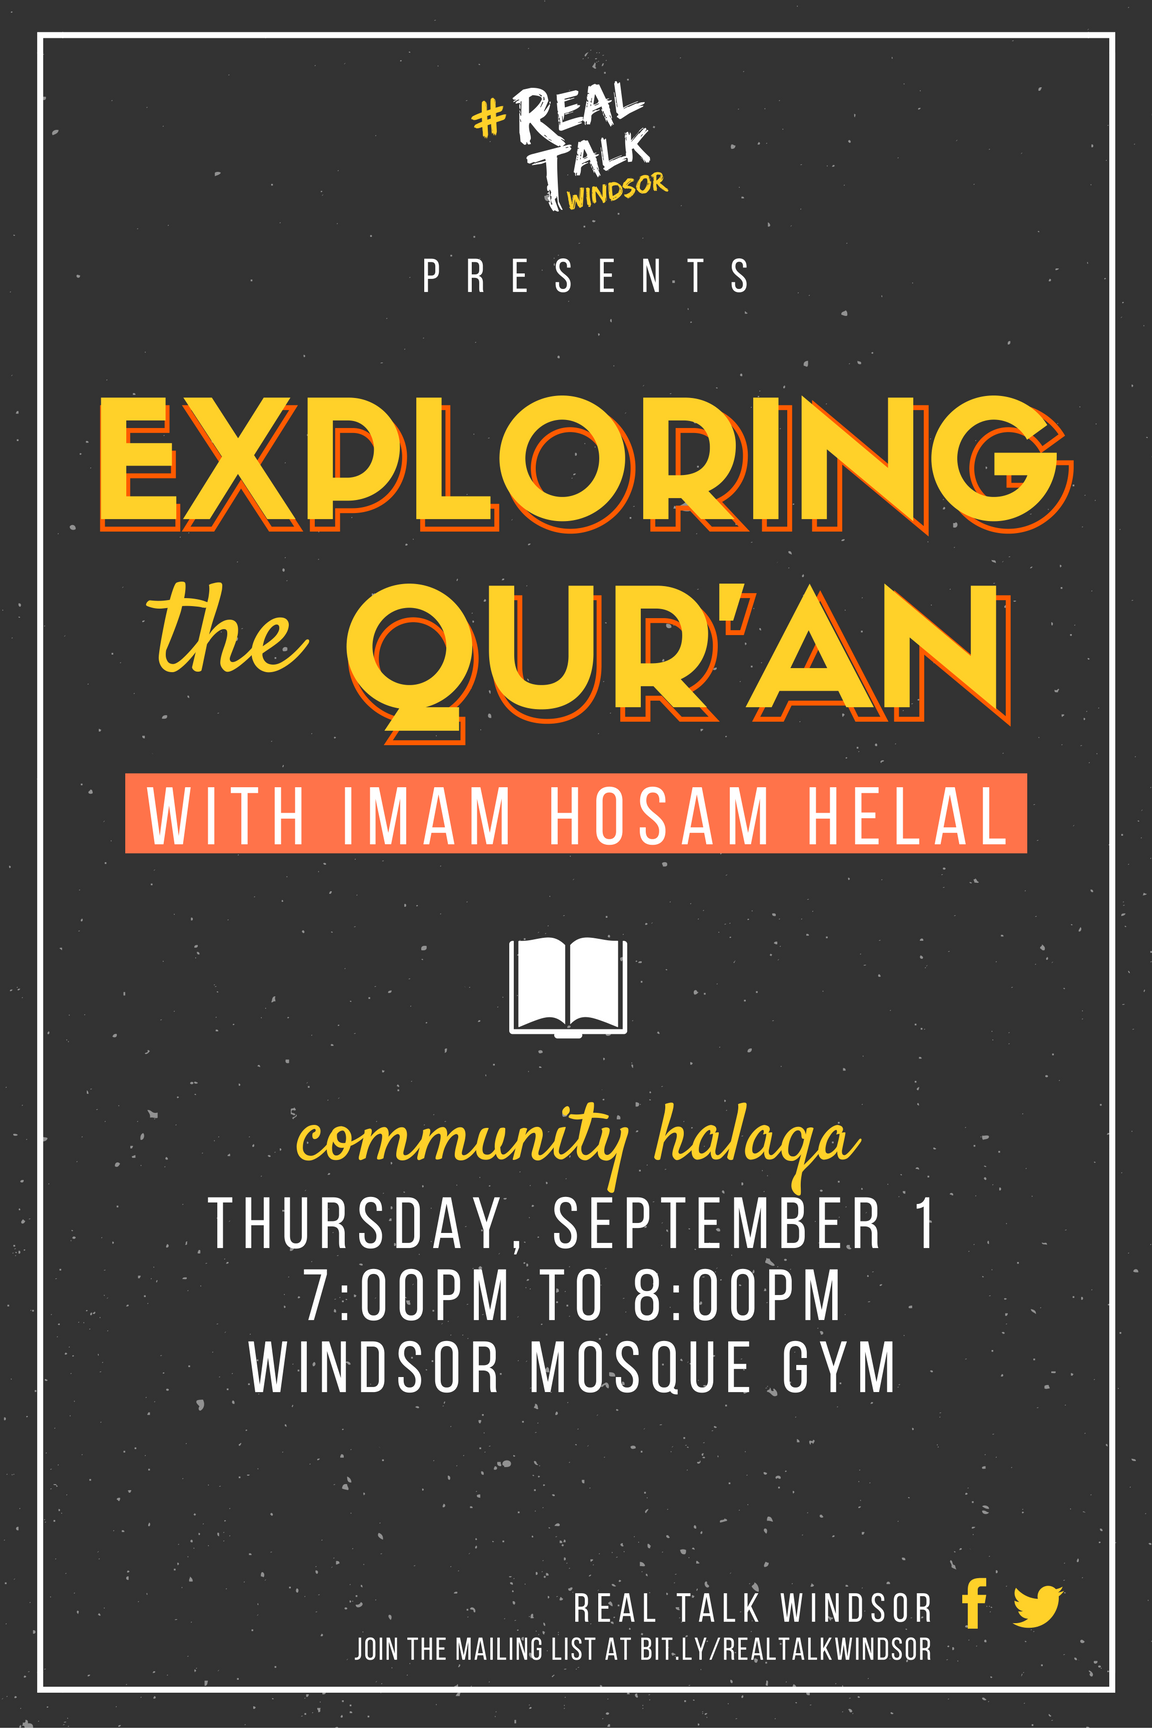 #REAL
TALK
WINDSOR
PRESENTS
EXPLORING
the QUR'AN
WITH IMAM HOSAM HELAL
community halaqa
THURSDAY, SEPTEMBER 1
7:00PM TO 8:00PM
WINDSOR MOSQUE GYM
REAL TALK WINDSOR
JOIN THE MAILING LIST AT BIT.LY/REALTALKWINDSOR